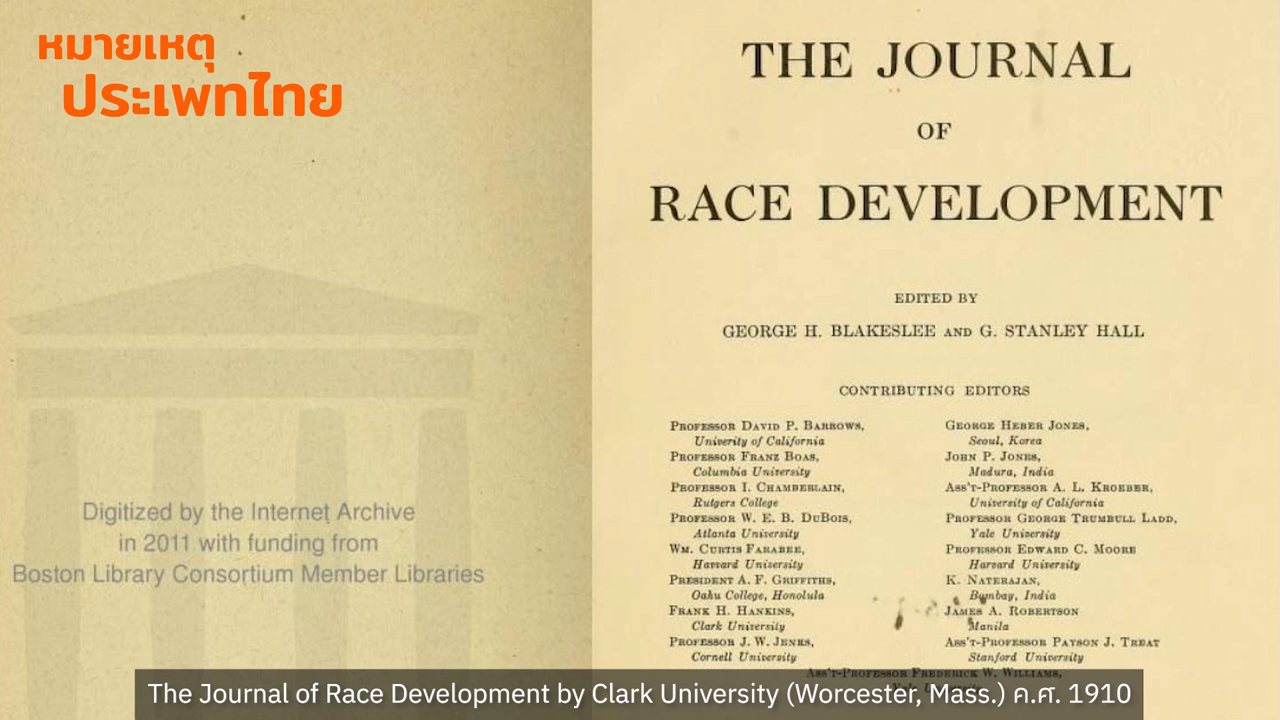 หมายเหตุ
ประเพทไทย
Digitized by the Internet Archive
in 2011 with funding from
Boston Library Consortium Member Libraries
THE JOURNAL
OF
RACE DEVELOPMENT
EDITED BY
GEORGE H. BLAKESLEE AND G. STANLEY HALL
CONTRIBUTING EDITORS
PROFESSOR DAVID P. BARROWS,
Univerity of California
PROFESSOR FRANZ BOAS,
Columbia University
PROFESSOR I. CHAMBERLAIN,
Rutgers College
PROFESSOR W. E. B. DUBOIS,
Atlanta University
WM. CURTIS FARABEE,
Harvard University
PRESIDENT A. F. GRIFFITHS,
Oahu College, Honolula
FRANK H. HANKINS,
Clark University
PROFESSOR J. W. JENKS,
Cornell University
GEORGE HEBER JONES,
Seoul, Korea
JOHN P. JONES,
Madura, India
ASS'T-PROFESSOR A. L. KROEBER,
University of California
PROFESSOR GEORGE TRUMBULL LADD,
Yale University
PROFESSOR EDWARD C. MOORE
Harvard University
K. NATERAJAN,
Bombay, India
JAMES A. ROBERTSON
Manila
ASS'T-PROFESSOR PAYSON J. TREAT
Stanford University
ASS'T-PROFESSOR FREDERICK W. WILLIAMS,
The Journal of Race Development by Clark University (Worcester, Mass.) ค.ศ. 1910